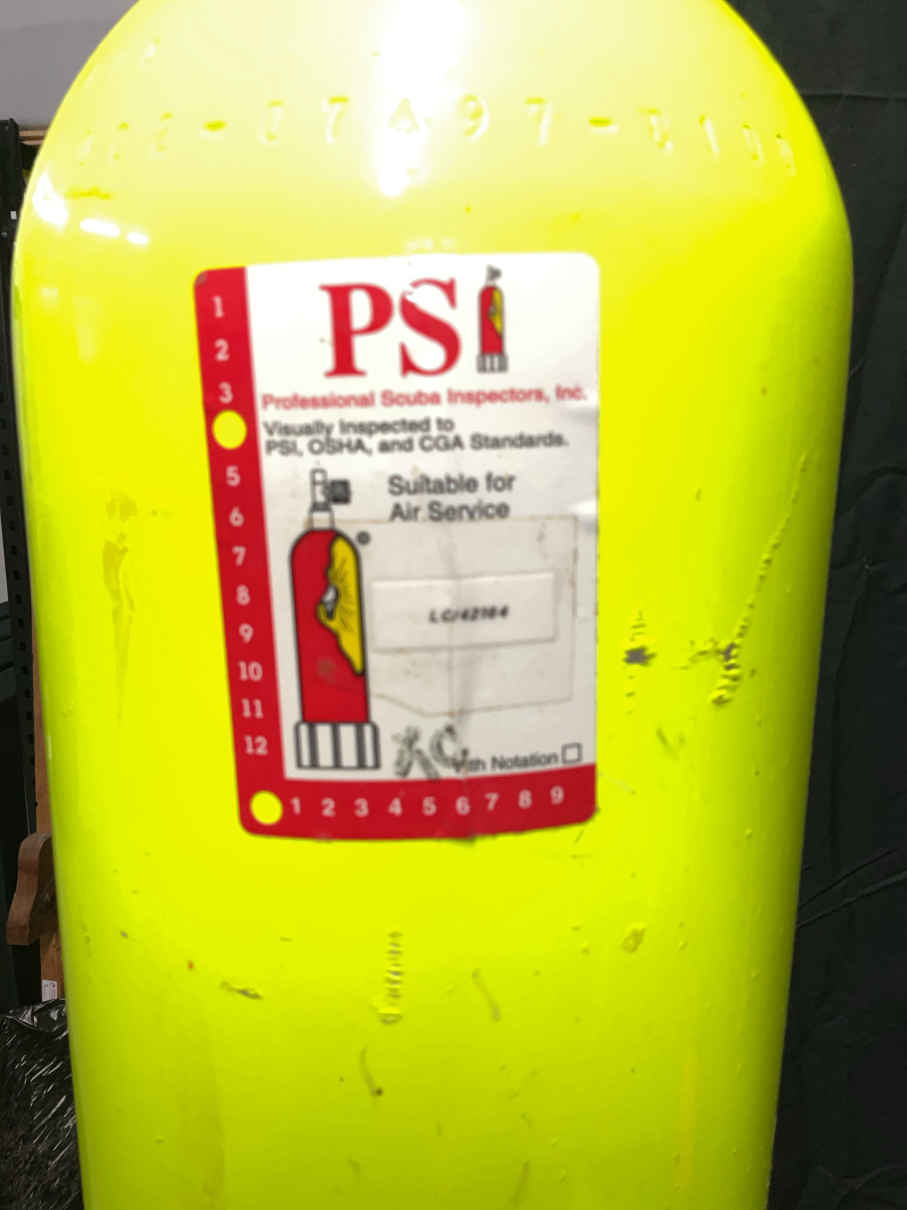 PSI
Professional Scuba Inspectors, Inc.
Visually Inspected to
PSI, OSHA, and CGA Standards.
Suitable for
Air Service
With Notation
1
2
3
5
6
7
8
9
10
11
12
1 2 3 4 5 6 7 8 9